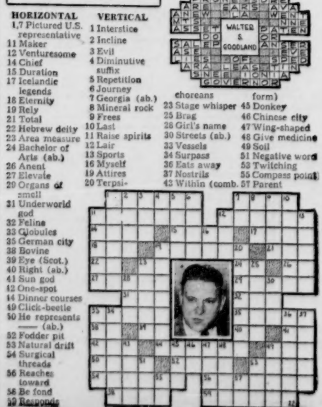 HORIZONTAL
1,7 Pictured U.S.
representative
11 Maker
12 Venturesome
14 Chief
15 Duration
17 Icelandic
legends
18 Eternity
19 Rely
21 Total
22 Hebrew deity
23 Area measure
24 Bachelor of
Arts (ab.)
26 Anent
27 Elevate
29 Organs of
smell
31 Underworld
god
32 Feline
33 Globules
35 German city
38 Bovine
39 Eye (Scot.)
40 Right (ab.)
41 Sun god
42 One-spot
44 Dinner courses
49 Click-beetle
50 He represents
—— (ab.)
52 Fodder pit
53 Natural drift
54 Surgical
threads
56 Reaches
toward
58 Be fond
59 Responds
VERTICAL
1 Interstice
2 Incline
3 Evil
4 Diminutive
suffix
5 Repetition
6 Journey
7 Georgia (ab.)
8 Mineral rock
9 Frees
10 Last
11 Raise spirits
12 Lair
13 Sports
16 Myself
19 Attires
20 Terpsi-
choreans
23 Stage whisper
25 Brag
28 Girl's name
30 Streets (ab.)
33 Vessels
34 Surpass
36 Eats away
37 Nostrils
42 Within (comb.
form)
45 Donkey
46 Chinese city
47 Wing-shaped
48 Give medicine
49 Soil
51 Negative word
53 Twitching
55 Compass point
57 Parent
WALTER
&
GOODLAND